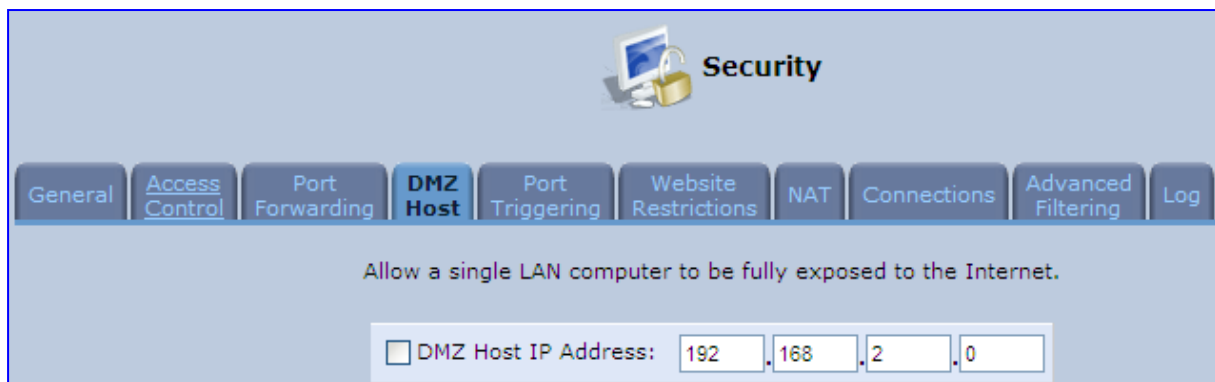 Security
General
Access Control
Port Forwarding
DMZ Host
Port Triggering
Website Restrictions
NAT
Connections
Advanced Filtering
Log
Allow a single LAN computer to be fully exposed to the Internet.
DMZ Host IP Address: 192 . 168 . 2 . 0